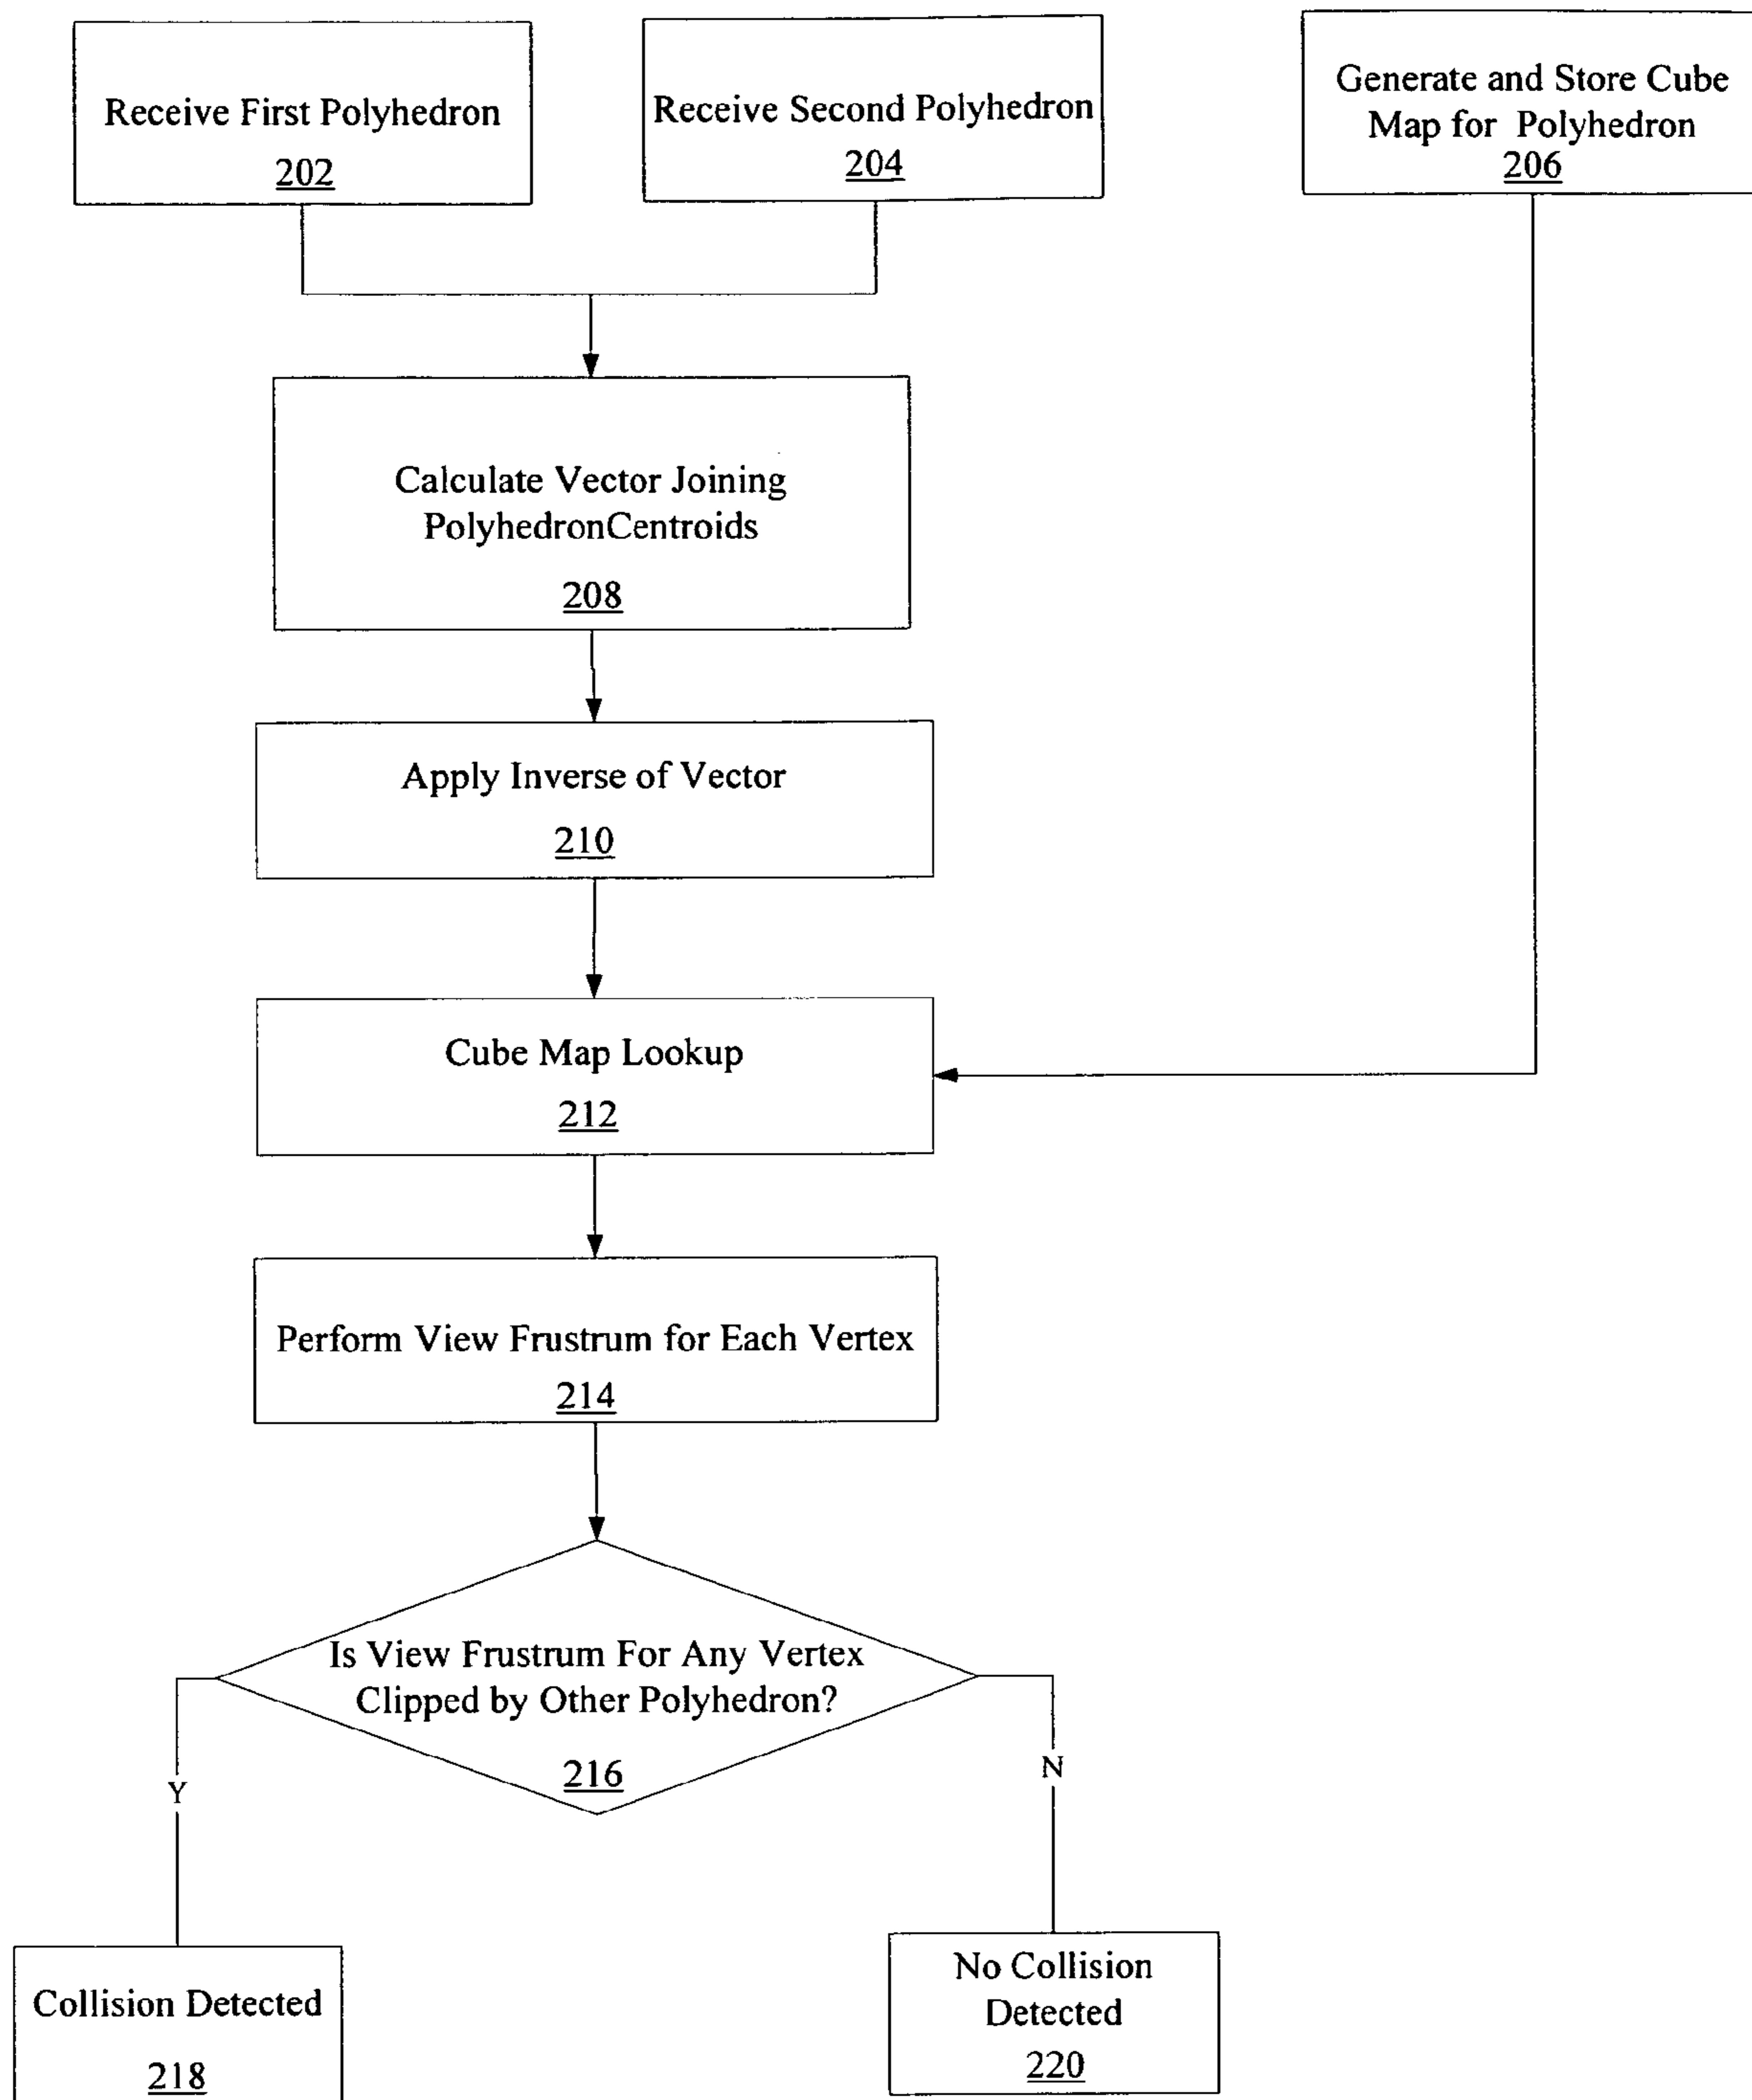 Receive First Polyhedron
202
Receive Second Polyhedron
204
Generate and Store Cube
Map for Polyhedron
206
Calculate Vector Joining
PolyhedronCentroids
208
Apply Inverse of Vector
210
Cube Map Lookup
212
Perform View Frustrum for Each Vertex
214
Is View Frustrum For Any Vertex
Clipped by Other Polyhedron?
216
Y
N
Collision Detected
218
No Collision
Detected
220